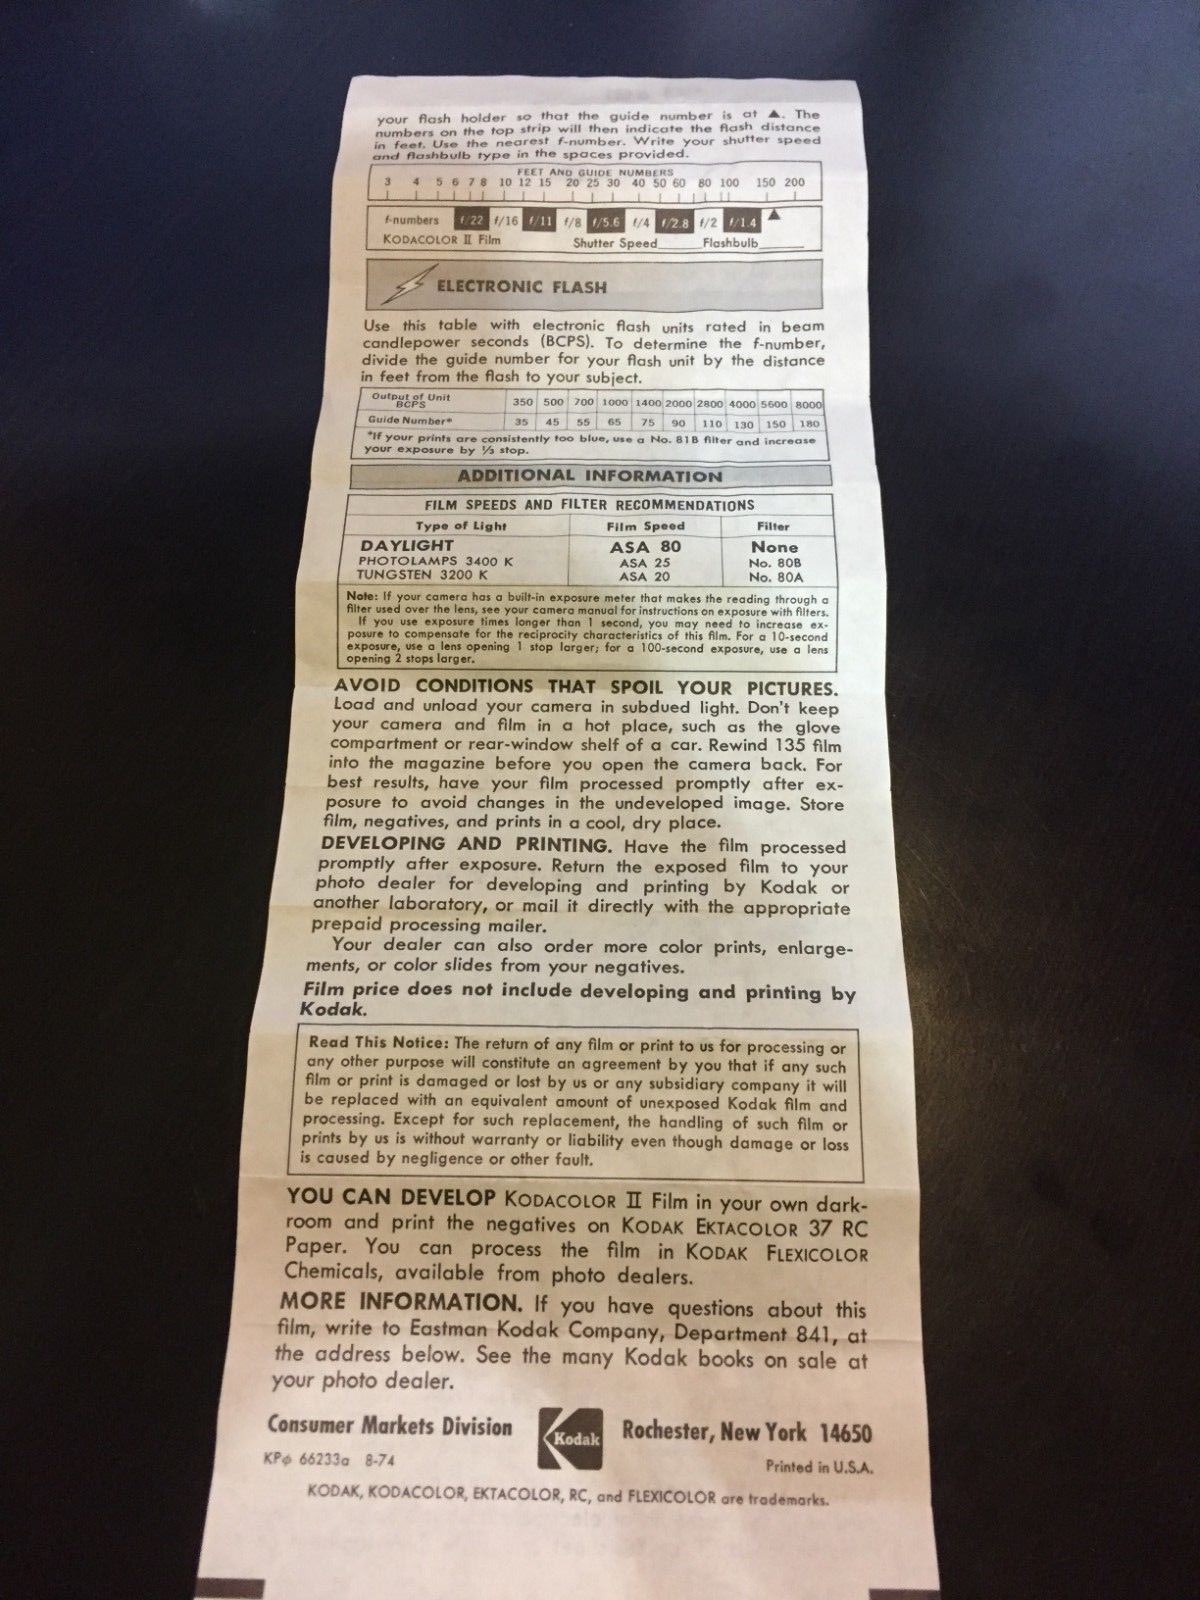 your flash holder so that the guide number is at ▲. The
numbers on the top strip will then indicate the flash distance
in feet. Use the nearest f-number. Write your shutter speed
and flashbulb type in the spaces provided.
FEET AND GUIDE NUMBERS
3 4 5 6 7 8 10 12 15 20 25 30 40 50 60 80 100 150 200
f-numbers f/22 f/16 f/11 f/8 f/5.6 f/4 f/2.8 f/2 f/1.4 ▲
KODACOLOR II Film Shutter Speed______Flashbulb______
ELECTRONIC FLASH
Use this table with electronic flash units rated in beam
candlepower seconds (BCPS). To determine the f-number,
divide the guide number for your flash unit by the distance
in feet from the flash to your subject.
Output of Unit
BCPS 350 500 700 1000 1400 2000 2800 4000 5600 8000
Guide Number* 35 45 55 65 75 90 110 130 150 180
*If your prints are consistently too blue, use a No. 81B filter and increase
your exposure by ⅓ stop.
ADDITIONAL INFORMATION
FILM SPEEDS AND FILTER RECOMMENDATIONS
Type of Light Film Speed Filter
DAYLIGHT ASA 80 None
PHOTOLAMPS 3400 K ASA 25 No. 80B
TUNGSTEN 3200 K ASA 20 No. 80A
Note: If your camera has a built-in exposure meter that makes the reading through a
filter used over the lens, see your camera manual for instructions on exposure with filters.
If you use exposure times longer than 1 second, you may need to increase ex-
posure to compensate for the reciprocity characteristics of this film. For a 10-second
exposure, use a lens opening 1 stop larger; for a 100-second exposure, use a lens
opening 2 stops larger.
AVOID CONDITIONS THAT SPOIL YOUR PICTURES.
Load and unload your camera in subdued light. Don't keep
your camera and film in a hot place, such as the glove
compartment or rear-window shelf of a car. Rewind 135 film
into the magazine before you open the camera back. For
best results, have your film processed promptly after ex-
posure to avoid changes in the undeveloped image. Store
film, negatives, and prints in a cool, dry place.
DEVELOPING AND PRINTING. Have the film processed
promptly after exposure. Return the exposed film to your
photo dealer for developing and printing by Kodak or
another laboratory, or mail it directly with the appropriate
prepaid processing mailer.
Your dealer can also order more color prints, enlarge-
ments, or color slides from your negatives.
Film price does not include developing and printing by
Kodak.
Read This Notice: The return of any film or print to us for processing or
any other purpose will constitute an agreement by you that if any such
film or print is damaged or lost by us or any subsidiary company it will
be replaced with an equivalent amount of unexposed Kodak film and
processing. Except for such replacement, the handling of such film or
prints by us is without warranty or liability even though damage or loss
is caused by negligence or other fault.
YOU CAN DEVELOP KODACOLOR II Film in your own dark-
room and print the negatives on KODAK EKTACOLOR 37 RC
Paper. You can process the film in KODAK FLEXICOLOR
Chemicals, available from photo dealers.
MORE INFORMATION. If you have questions about this
film, write to Eastman Kodak Company, Department 841, at
the address below. See the many Kodak books on sale at
your photo dealer.
Consumer Markets Division Kodak Rochester, New York 14650
KPφ 66233a 8-74 Printed in U.S.A.
KODAK, KODACOLOR, EKTACOLOR, RC, and FLEXICOLOR are trademarks.